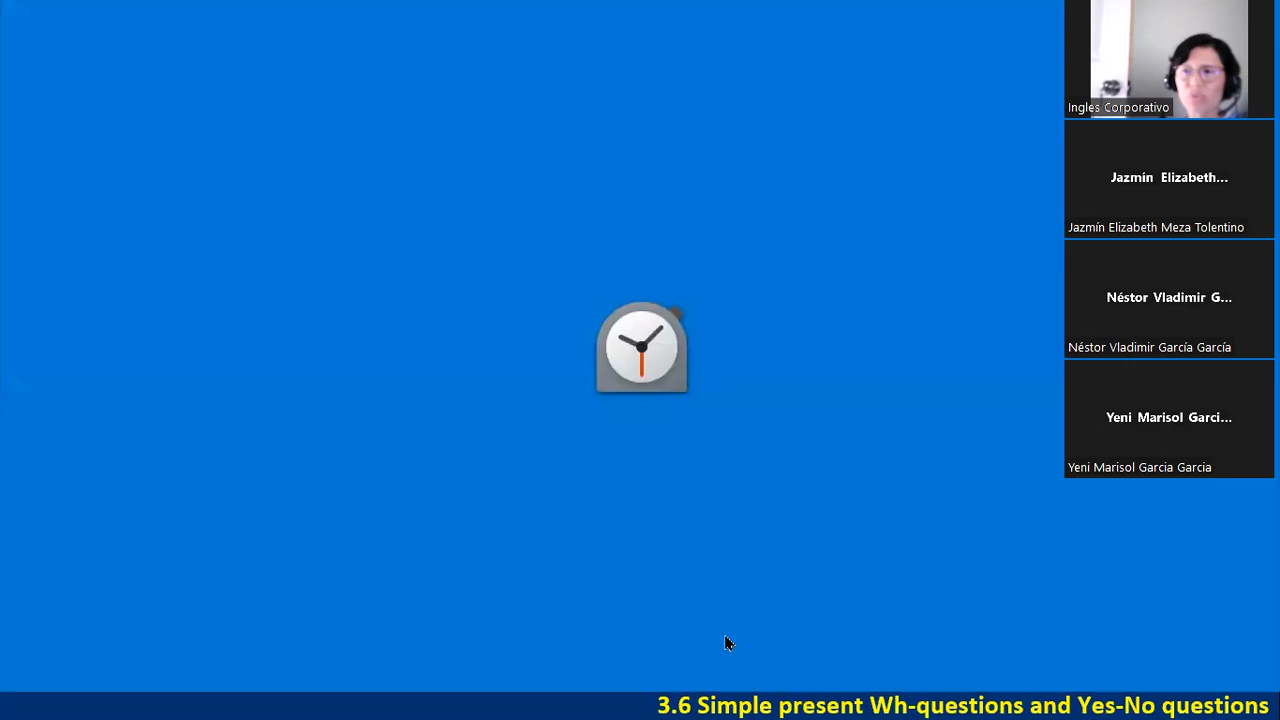 Ingles Corporativo
Jazmín Elizabeth...
Jazmín Elizabeth Meza Tolentino
Néstor Vladimir G...
Néstor Vladimir García García
Yeni Marisol Garci...
Yeni Marisol Garcia Garcia
3.6 Simple present Wh-questions and Yes-No questions